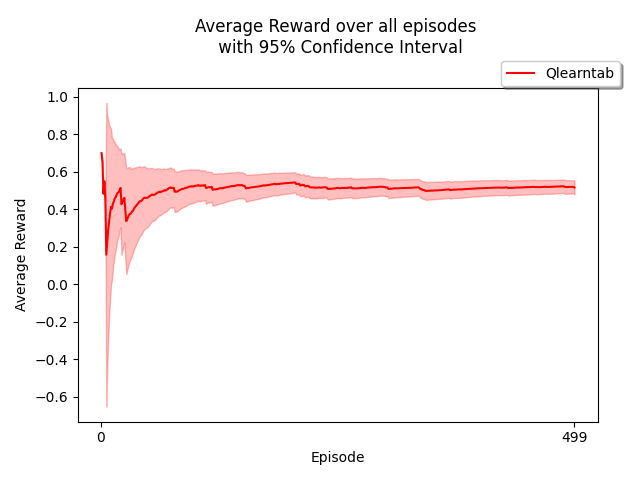 Average Reward over all episodes
with 95% Confidence Interval
Qlearntab
1.0
0.8
0.6
0.4
0.2
0.0
−0.2
−0.4
−0.6
Average Reward
0
499
Episode